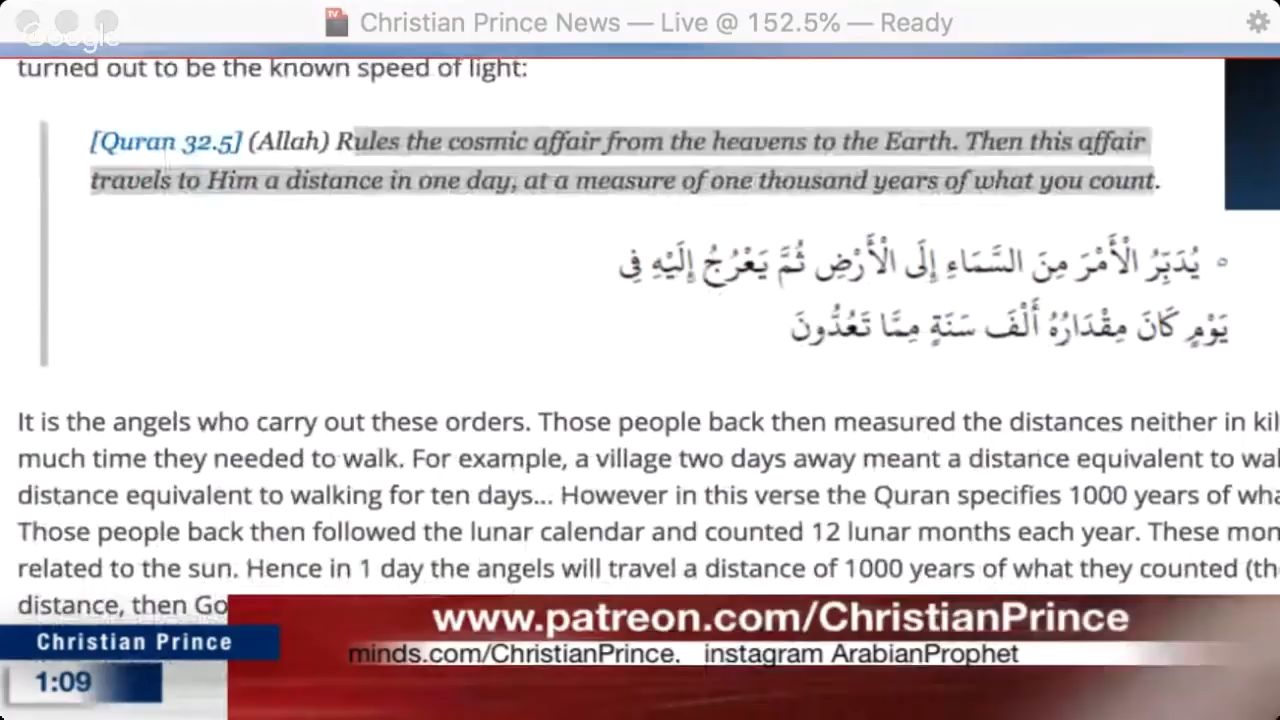 Christian Prince News — Live @ 152.5% — Ready
Google
TV
turned out to be the known speed of light:
[Quran 32.5] (Allah) Rules the cosmic affair from the heavens to the Earth. Then this affair
travels to Him a distance in one day, at a measure of one thousand years of what you count.
٥ يُدَبِّرُ الْأَمْرَ مِنَ السَّمَاءِ إِلَى الْأَرْضِ ثُمَّ يَعْرُجُ إِلَيْهِ فِي
يَوْمٍ كَانَ مِقْدَارُهُ أَلْفَ سَنَةٍ مِمَّا تَعُدُّونَ
It is the angels who carry out these orders. Those people back then measured the distances neither in kil
much time they needed to walk. For example, a village two days away meant a distance equivalent to wal
distance equivalent to walking for ten days... However in this verse the Quran specifies 1000 years of wha
Those people back then followed the lunar calendar and counted 12 lunar months each year. These mon
related to the sun. Hence in 1 day the angels will travel a distance of 1000 years of what they counted (the
distance, then Go
www.patreon.com/ChristianPrince
Christian Prince
minds.com/ChristianPrince. instagram ArabianProphet
1:09